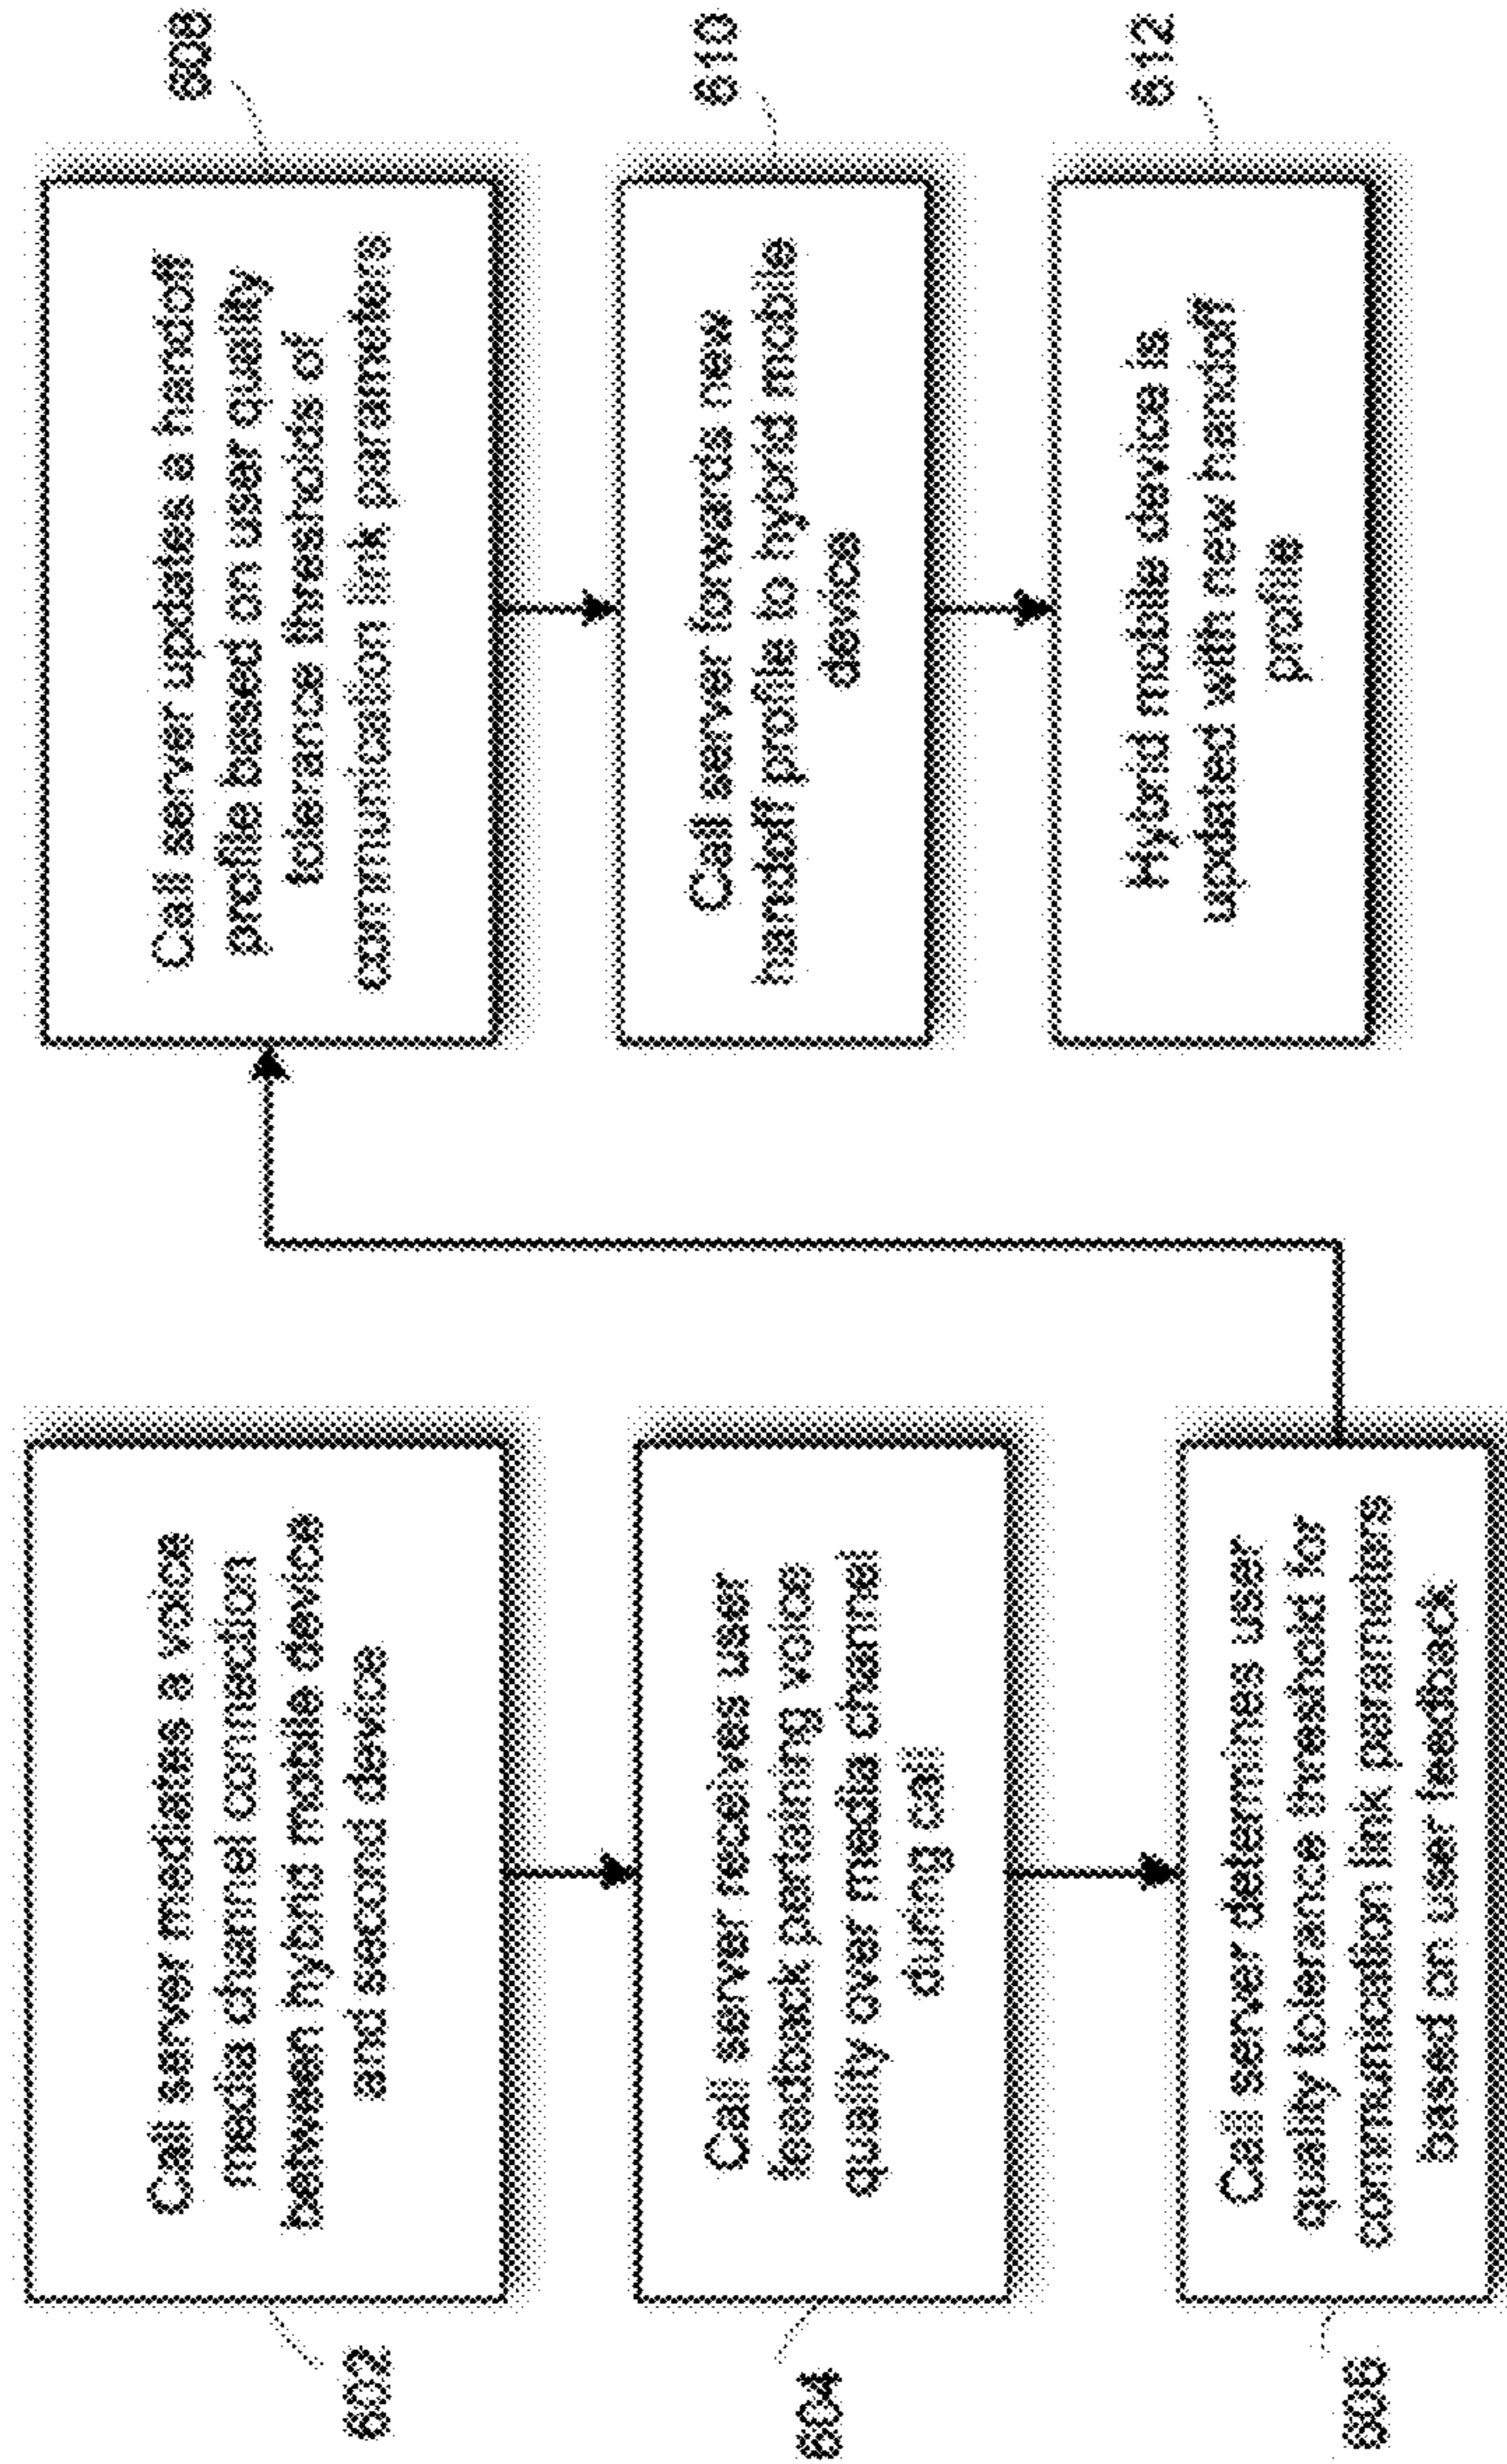 602
Call server mediates a voice
media channel connection
between hybrid mobile device
and second device
604
Call server receives user
feedback pertaining voice
quality over media channel
during call
606
Call server determines user
quality tolerance threshold for
communication link parameters
based on user feedback
608
Call server updates a handoff
profile based on user quality
tolerance thresholds of
communication link parameters
610
Call server forwards new
handoff profile to hybrid mobile
device
612
Hybrid mobile device is
updated with new handoff
profile